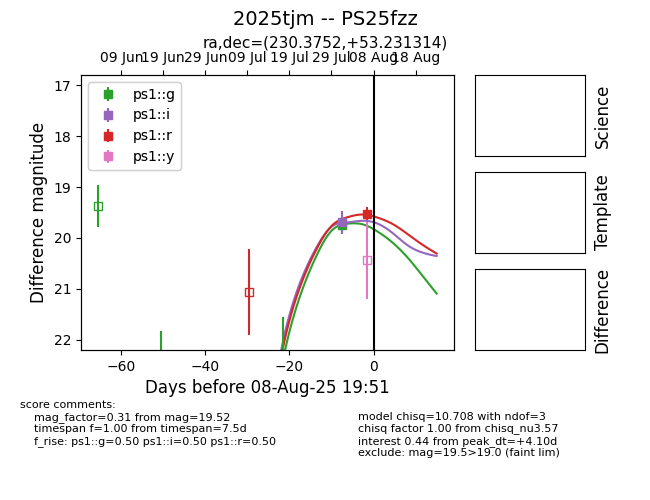 2025tjm -- PS25fzz
ra,dec=(230.3752,+53.231314)
09 Jun 19 Jun 29 Jun 09 Jul 19 Jul 29 Jul 08 Aug 18 Aug
17
18
19
20
21
22
Difference magnitude
ps1::g
ps1::i
ps1::r
ps1::y
−60 −40 −20 0
Days before 08-Aug-25 19:51
Science
Template
Difference
score comments:
mag_factor=0.31 from mag=19.52
timespan f=1.00 from timespan=7.5d
f_rise: ps1::g=0.50 ps1::i=0.50 ps1::r=0.50
model chisq=10.708 with ndof=3
chisq factor 1.00 from chisq_nu3.57
interest 0.44 from peak_dt=+4.10d
exclude: mag=19.5>19.0 (faint lim)